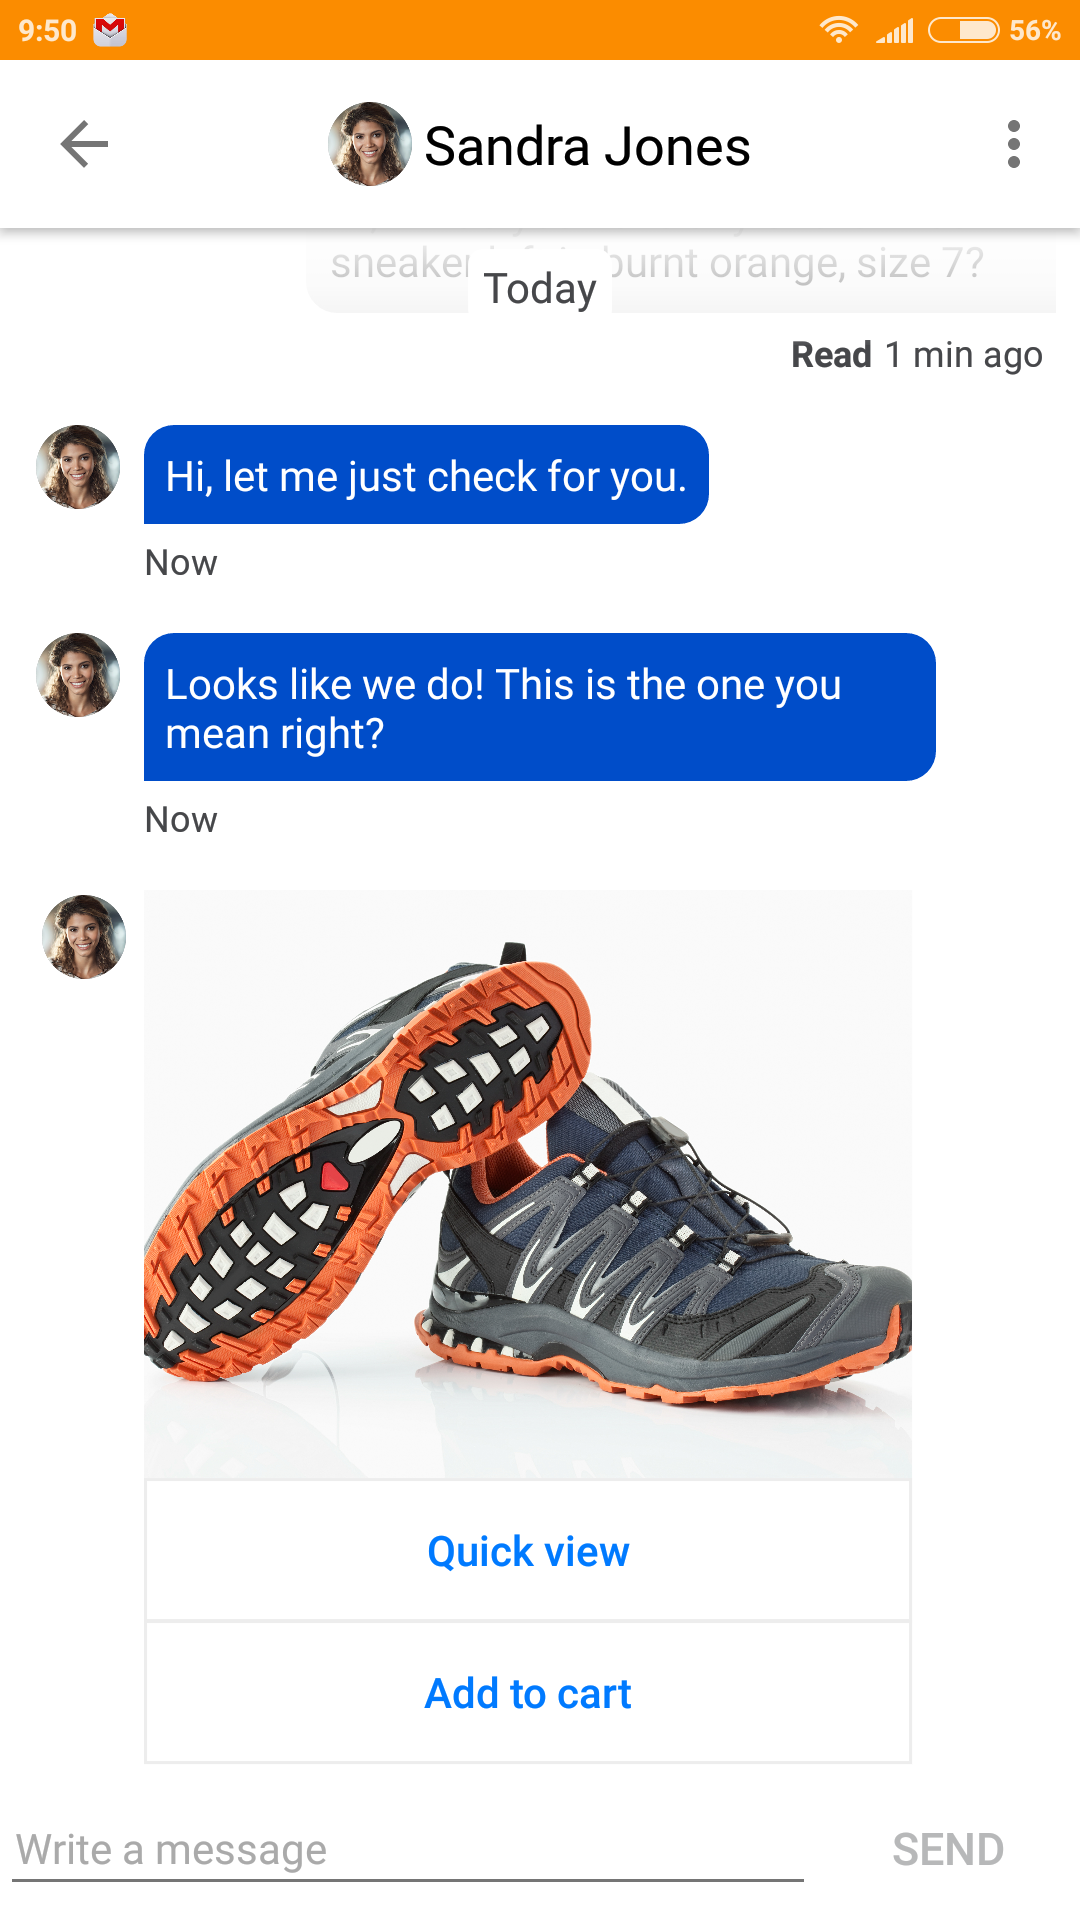 9:50
56%
Sandra Jones
burnt orange, size 7?
Today
Read 1 min ago
Hi, let me just check for you.
Now
Looks like we do! This is the one you
mean right?
Now
Quick view
Add to cart
Write a message
SEND